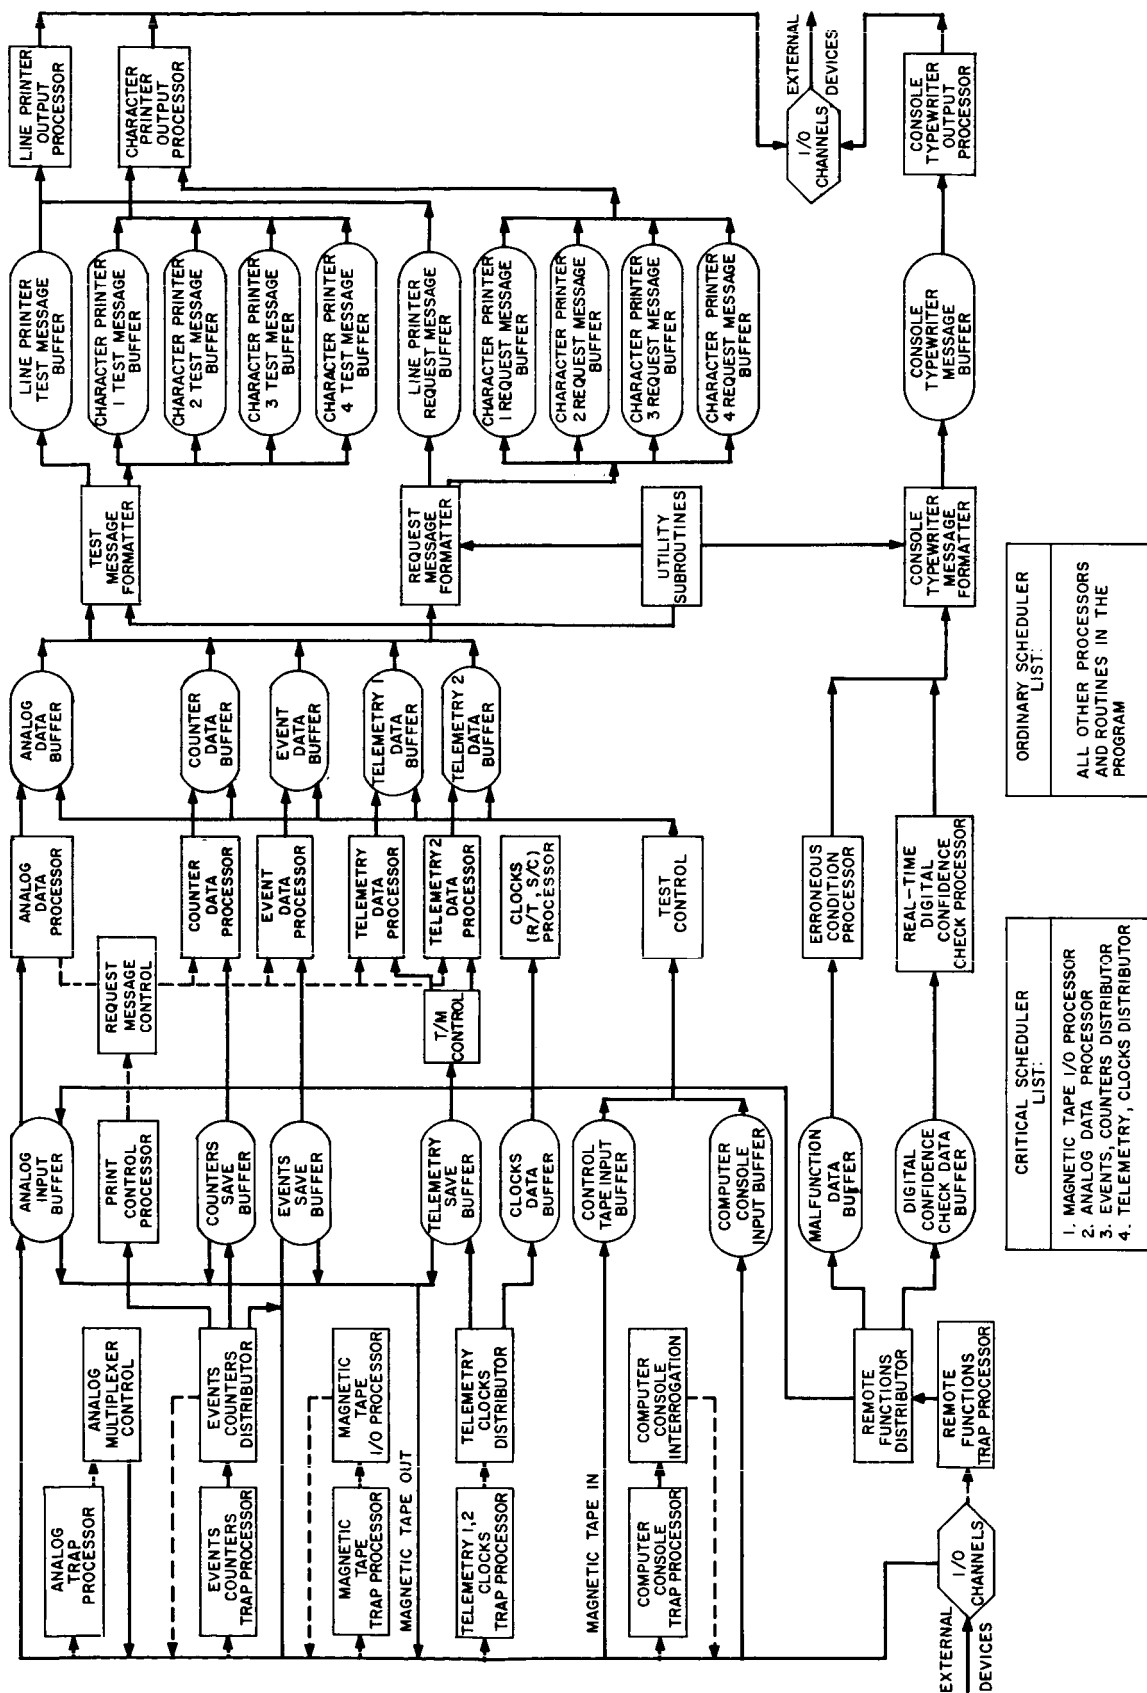 ANALOG
TRAP
PROCESSOR
ANALOG
MULTIPLEXER
CONTROL
EVENTS
COUNTERS
TRAP PROCESSOR
EVENTS
COUNTERS
DISTRIBUTOR
MAGNETIC
TAPE
TRAP PROCESSOR
MAGNETIC
TAPE
I/O PROCESSOR
MAGNETIC TAPE OUT
TELEMETRY 1,2
CLOCKS
TRAP PROCESSOR
TELEMETRY
CLOCKS
DISTRIBUTOR
MAGNETIC TAPE IN
COMPUTER
CONSOLE
TRAP PROCESSOR
COMPUTER
CONSOLE
INTERROGATION
EXTERNAL
DEVICES
I/O
CHANNELS
REMOTE
FUNCTIONS
TRAP PROCESSOR
REMOTE
FUNCTIONS
DISTRIBUTOR
ANALOG
INPUT
BUFFER
PRINT
CONTROL
PROCESSOR
COUNTERS
SAVE
BUFFER
EVENTS
SAVE
BUFFER
TELEMETRY
SAVE
BUFFER
CLOCKS
DATA
BUFFER
CONTROL
TAPE INPUT
BUFFER
COMPUTER
CONSOLE
INPUT BUFFER
MALFUNCTION
DATA
BUFFER
DIGITAL
CONFIDENCE
CHECK DATA
BUFFER
REQUEST
MESSAGE
CONTROL
T/M
CONTROL
ANALOG
DATA
PROCESSOR
COUNTER
DATA
PROCESSOR
EVENT
DATA
PROCESSOR
TELEMETRY
DATA
PROCESSOR
TELEMETRY 2
DATA
PROCESSOR
CLOCKS
(R/T, S/C)
PROCESSOR
TEST
CONTROL
ERRONEOUS
CONDITION
PROCESSOR
REAL-TIME
DIGITAL
CONFIDENCE
CHECK PROCESSOR
ANALOG
DATA
BUFFER
COUNTER
DATA
BUFFER
EVENT
DATA
BUFFER
TELEMETRY 1
DATA
BUFFER
TELEMETRY 2
DATA
BUFFER
TEST
MESSAGE
FORMATTER
REQUEST
MESSAGE
FORMATTER
UTILITY
SUBROUTINES
CONSOLE
TYPEWRITER
MESSAGE
FORMATTER
LINE PRINTER
TEST MESSAGE
BUFFER
CHARACTER PRINTER
1 TEST MESSAGE
BUFFER
CHARACTER PRINTER
2 TEST MESSAGE
BUFFER
CHARACTER PRINTER
3 TEST MESSAGE
BUFFER
CHARACTER PRINTER
4 TEST MESSAGE
BUFFER
LINE PRINTER
REQUEST MESSAGE
BUFFER
CHARACTER PRINTER
1 REQUEST MESSAGE
BUFFER
CHARACTER PRINTER
2 REQUEST MESSAGE
BUFFER
CHARACTER PRINTER
3 REQUEST MESSAGE
BUFFER
CHARACTER PRINTER
4 REQUEST MESSAGE
BUFFER
CONSOLE
TYPEWRITER
MESSAGE
BUFFER
LINE PRINTER
OUTPUT
PROCESSOR
CHARACTER
PRINTER
OUTPUT
PROCESSOR
I/O
CHANNELS
EXTERNAL
DEVICES
CONSOLE
TYPEWRITER
OUTPUT
PROCESSOR
CRITICAL SCHEDULER
LIST:
1. MAGNETIC TAPE I/O PROCESSOR
2. ANALOG DATA PROCESSOR
3. EVENTS, COUNTERS DISTRIBUTOR
4. TELEMETRY, CLOCKS DISTRIBUTOR
ORDINARY SCHEDULER
LIST:
ALL OTHER PROCESSORS
AND ROUTINES IN THE
PROGRAM